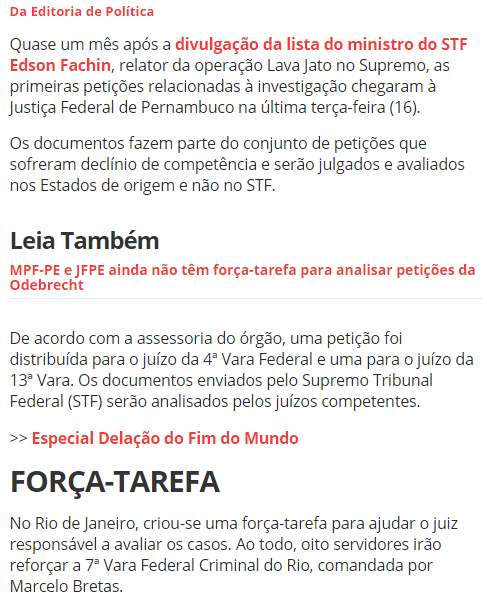 Da Editoria de Política
Quase um mês após a divulgação da lista do ministro do STF
Edson Fachin, relator da operação Lava Jato no Supremo, as
primeiras petições relacionadas à investigação chegaram à
Justiça Federal de Pernambuco na última terça-feira (16).
Os documentos fazem parte do conjunto de petições que
sofreram declínio de competência e serão julgados e avaliados
nos Estados de origem e não no STF.
Leia Também
MPF-PE e JFPE ainda não têm força-tarefa para analisar petições da
Odebrecht
De acordo com a assessoria do órgão, uma petição foi
distribuída para o juízo da 4ª Vara Federal e uma para o juízo da
13ª Vara. Os documentos enviados pelo Supremo Tribunal
Federal (STF) serão analisados pelos juízos competentes.
>> Especial Delação do Fim do Mundo
FORÇA-TAREFA
No Rio de Janeiro, criou-se uma força-tarefa para ajudar o juiz
responsável a avaliar os casos. Ao todo, oito servidores irão
reforçar a 7ª Vara Federal Criminal do Rio, comandada por
Marcelo Bretas.